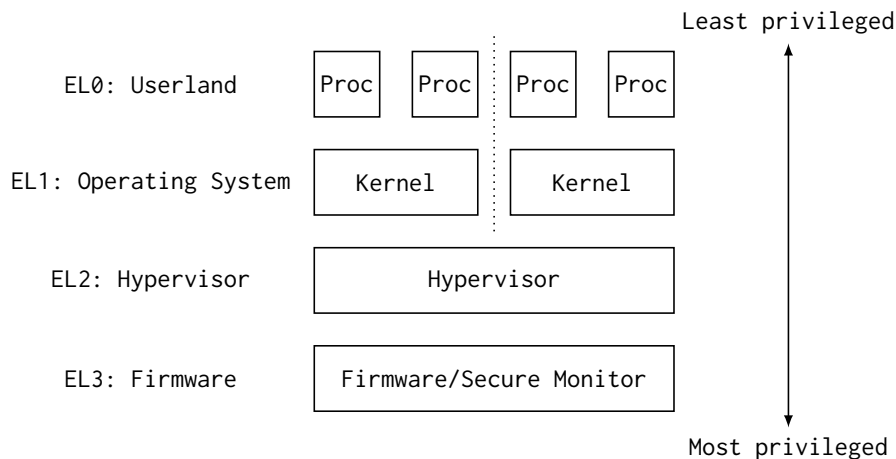 Least privileged
EL0: Userland Proc Proc Proc Proc
EL1: Operating System Kernel Kernel
EL2: Hypervisor Hypervisor
EL3: Firmware Firmware/Secure Monitor
Most privileged